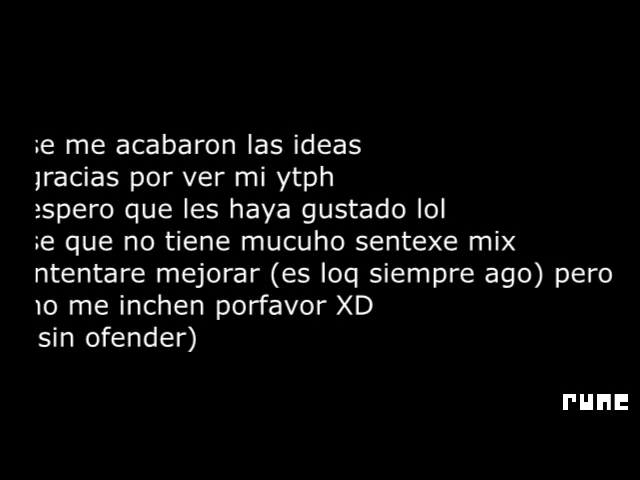 se me acabaron las ideas
gracias por ver mi ytph
espero que les haya gustado lol
se que no tiene mucuho sentexe mix
ntentare mejorar (es loq siempre ago) pero
no me inchen porfavor XD
sin ofender)
rune